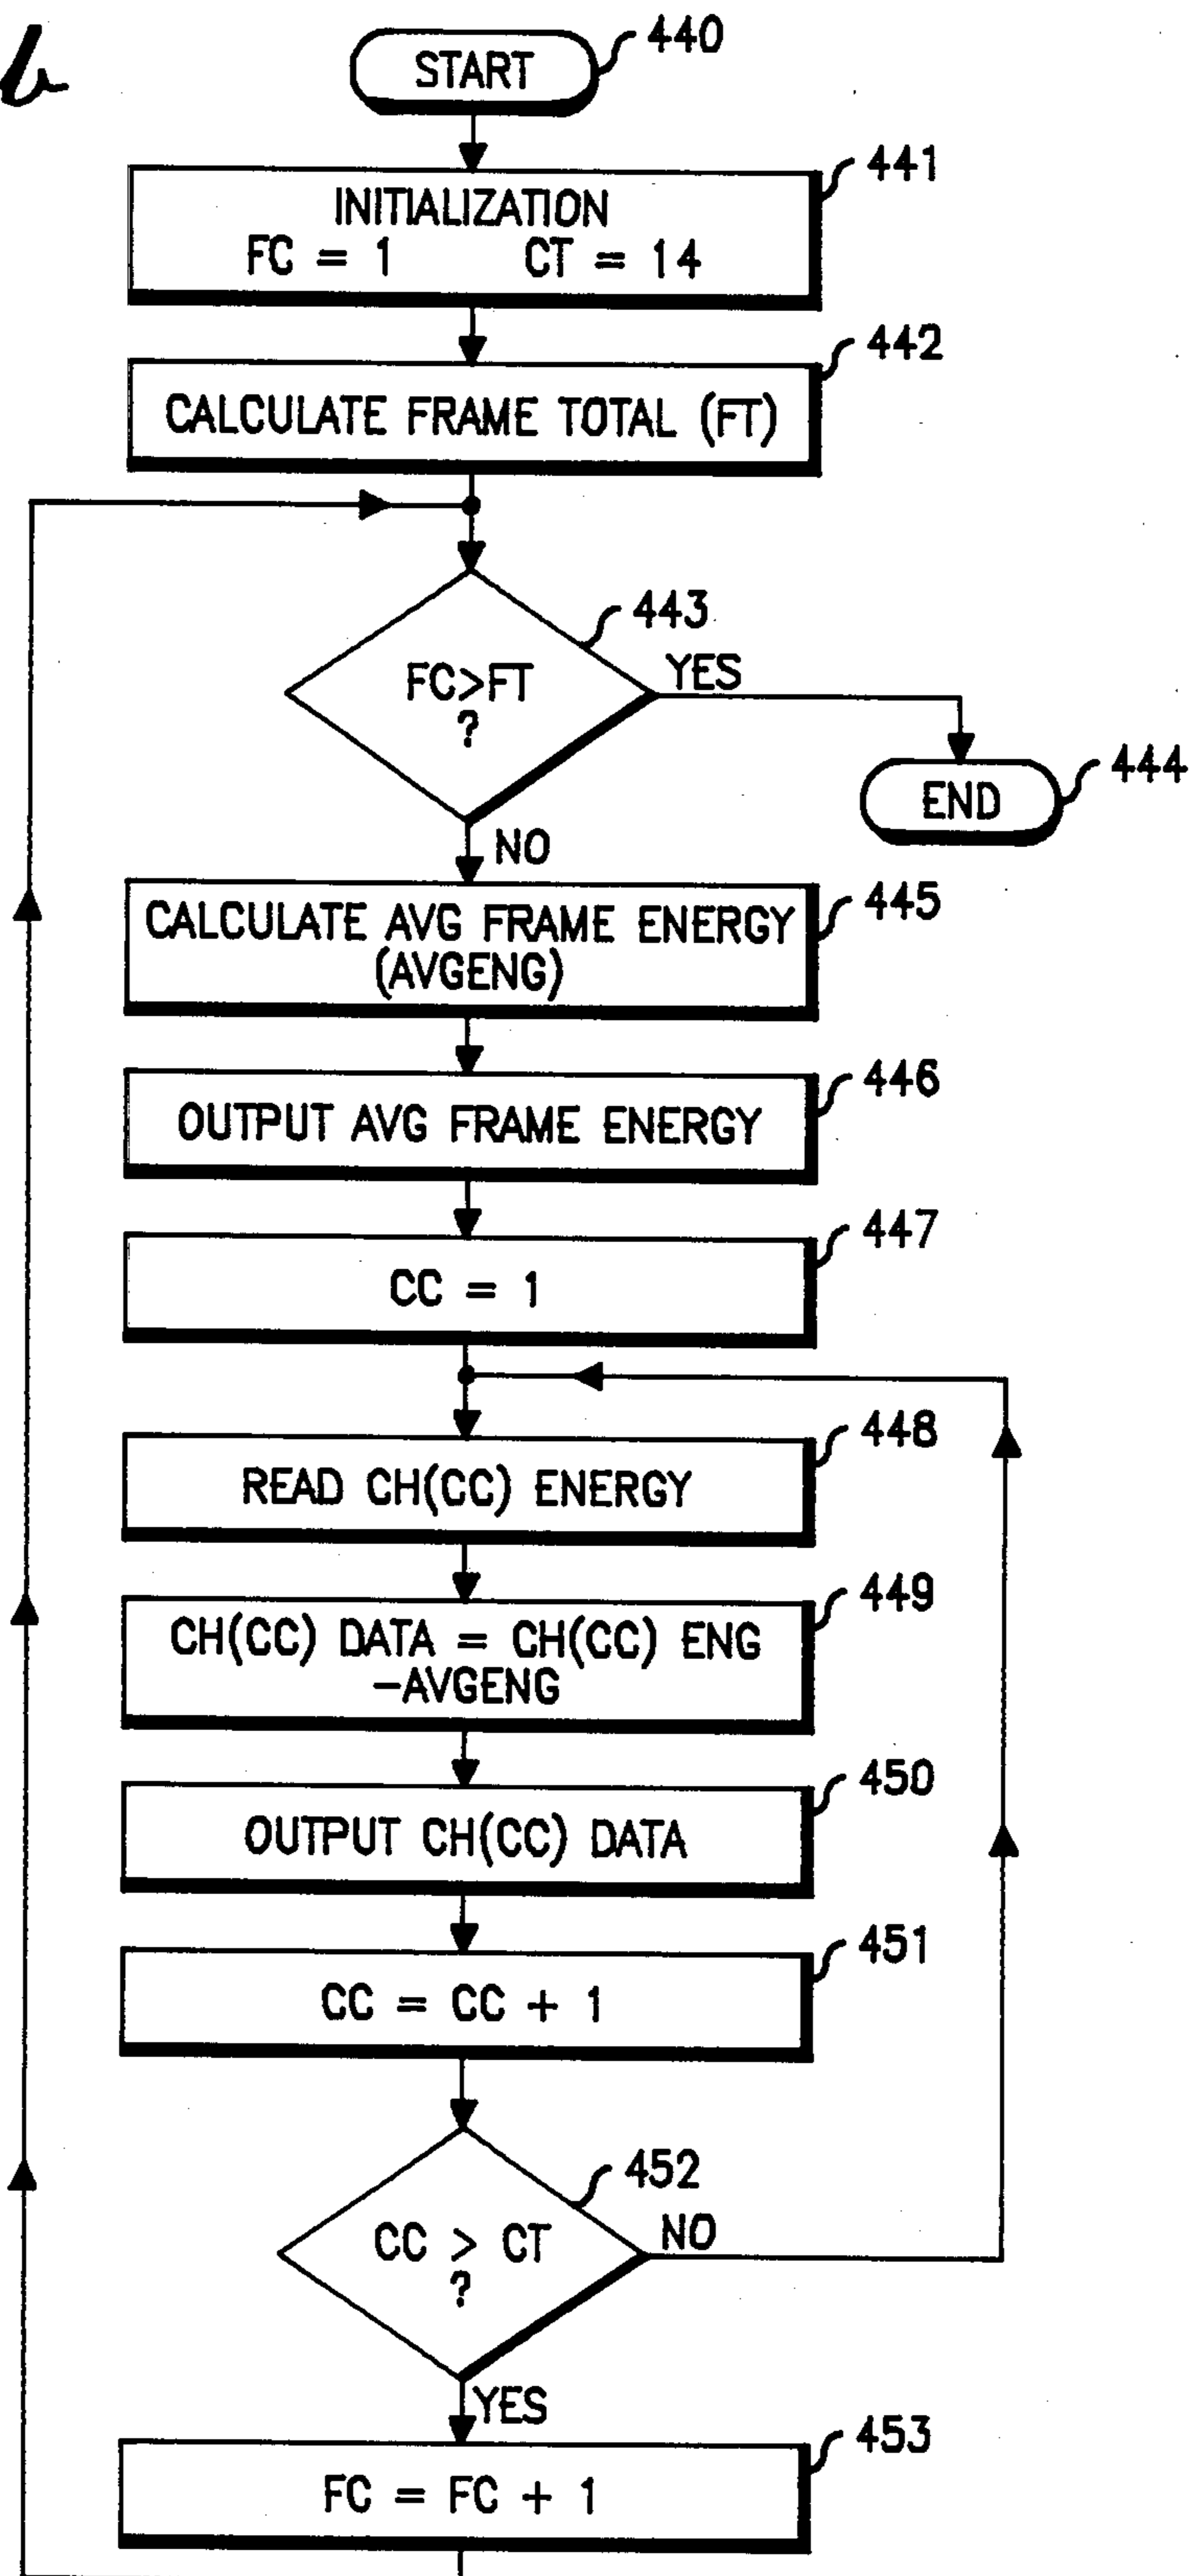 b
START
440
441
INITIALIZATION
FC = 1 CT = 14
442
CALCULATE FRAME TOTAL (FT)
443
FC>FT
?
YES
444
END
NO
445
CALCULATE AVG FRAME ENERGY
(AVGENG)
446
OUTPUT AVG FRAME ENERGY
447
CC = 1
448
READ CH(CC) ENERGY
449
CH(CC) DATA = CH(CC) ENG
-AVGENG
450
OUTPUT CH(CC) DATA
451
CC = CC + 1
452
CC > CT
?
NO
YES
453
FC = FC + 1